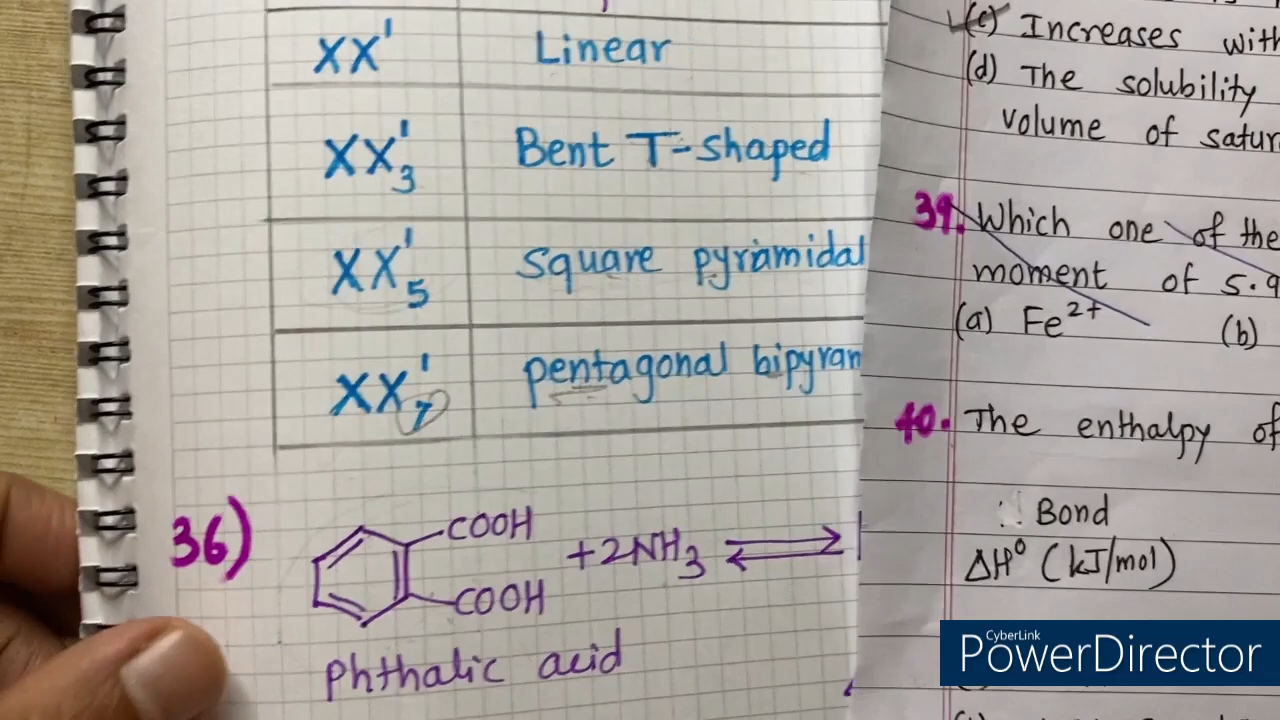 XX' Linear
XX'3 Bent T-shaped
XX'5 Square pyramidal
XX'7 pentagonal bipyram
36) COOH +2NH3 ⇌
COOH
Phthalic acid
(c) Increases with
(d) The solubility
volume of satur
39. Which one of the
moment of 5.9
(a) Fe2+ (b)
40. The enthalpy of
Bond
ΔH° (kJ/mol)
CyberLink
PowerDirector